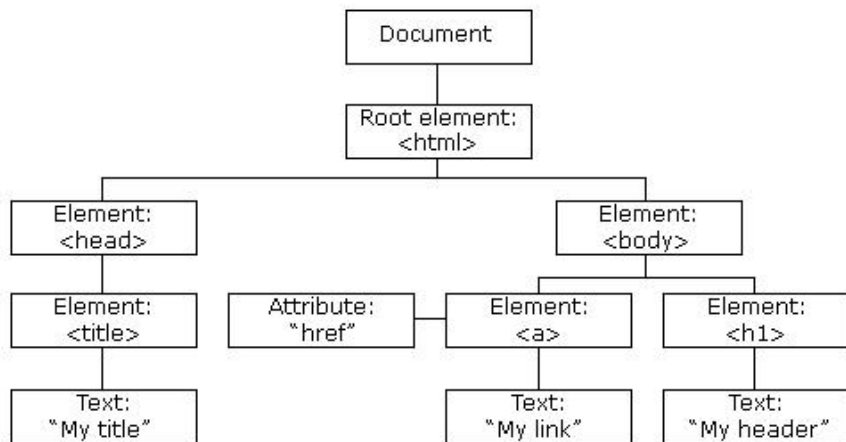 Document
Root element:
<html>
Element:
<head>
Element:
<body>
Element:
<title>
Attribute:
“href”
Element:
<a>
Element:
<h1>
Text:
“My title”
Text:
“My link”
Text:
“My header”